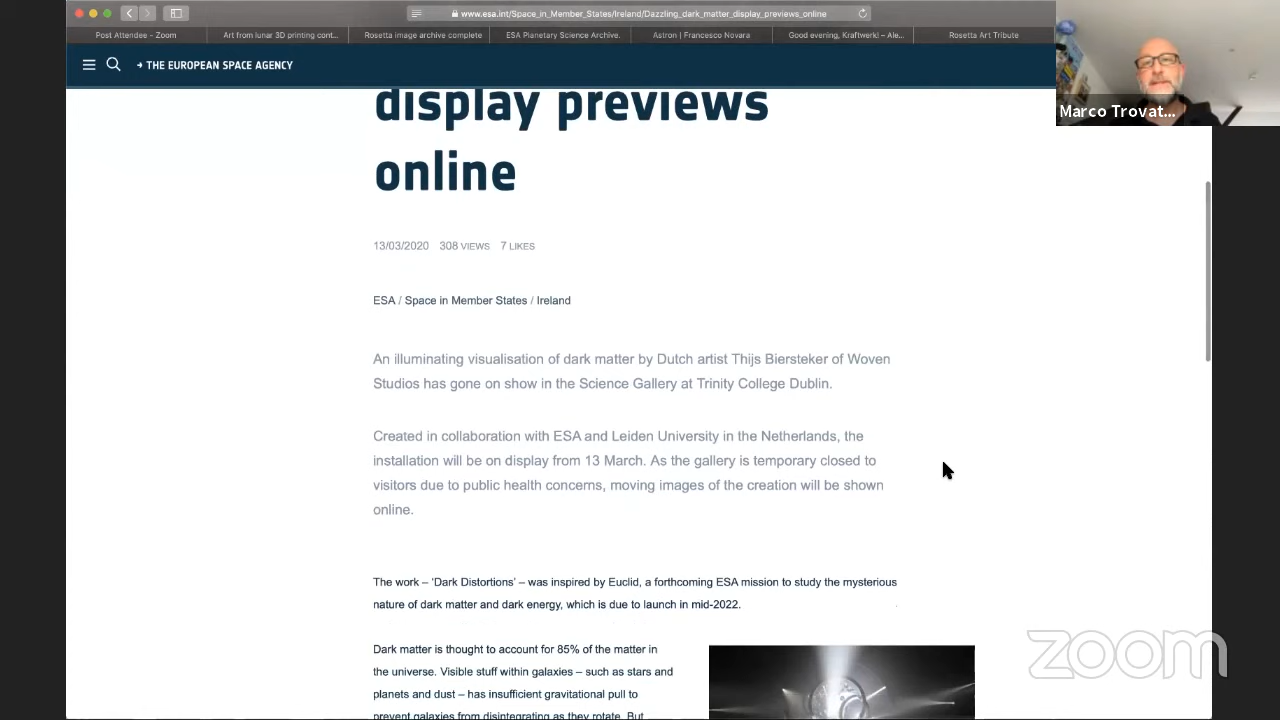 www.esa.int/Space_in_Member_States/Ireland/Dazzling_dark_matter_display_previews_online
Post Attendee – Zoom
Art from lunar 3D printing cont...
Rosetta image archive complete
ESA Planetary Science Archive.
Astron | Francesco Novara
Good evening, Kraftwerk! – Ale...
Rosetta Art Tribute
→ THE EUROPEAN SPACE AGENCY
Marco Trovat...
display previews
online
13/03/2020 308 VIEWS 7 LIKES
ESA / Space in Member States / Ireland
An illuminating visualisation of dark matter by Dutch artist Thijs Biersteker of Woven
Studios has gone on show in the Science Gallery at Trinity College Dublin.
Created in collaboration with ESA and Leiden University in the Netherlands, the
installation will be on display from 13 March. As the gallery is temporary closed to
visitors due to public health concerns, moving images of the creation will be shown
online.
The work – ‘Dark Distortions’ – was inspired by Euclid, a forthcoming ESA mission to study the mysterious
nature of dark matter and dark energy, which is due to launch in mid-2022.
Dark matter is thought to account for 85% of the matter in
the universe. Visible stuff within galaxies – such as stars and
planets and dust – has insufficient gravitational pull to
prevent galaxies from disintegrating as they rotate. But
zoom